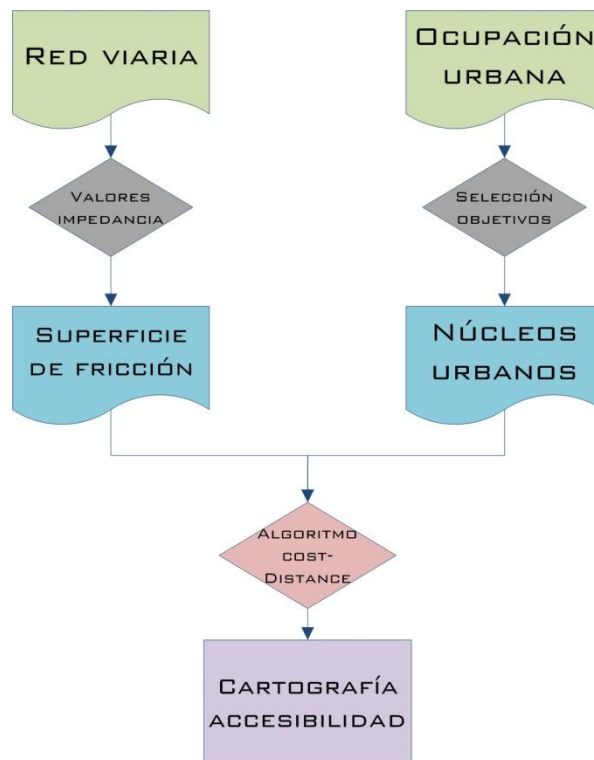 RED VIARIA
OCUPACIÓN
URBANA
VALORES
IMPEDANCIA
SELECCIÓN
OBJETIVOS
SUPERFICIE
DE FRICCIÓN
NÚCLEOS
URBANOS
ALGORITMO
COST-
DISTANCE
CARTOGRAFÍA
ACCESIBILIDAD